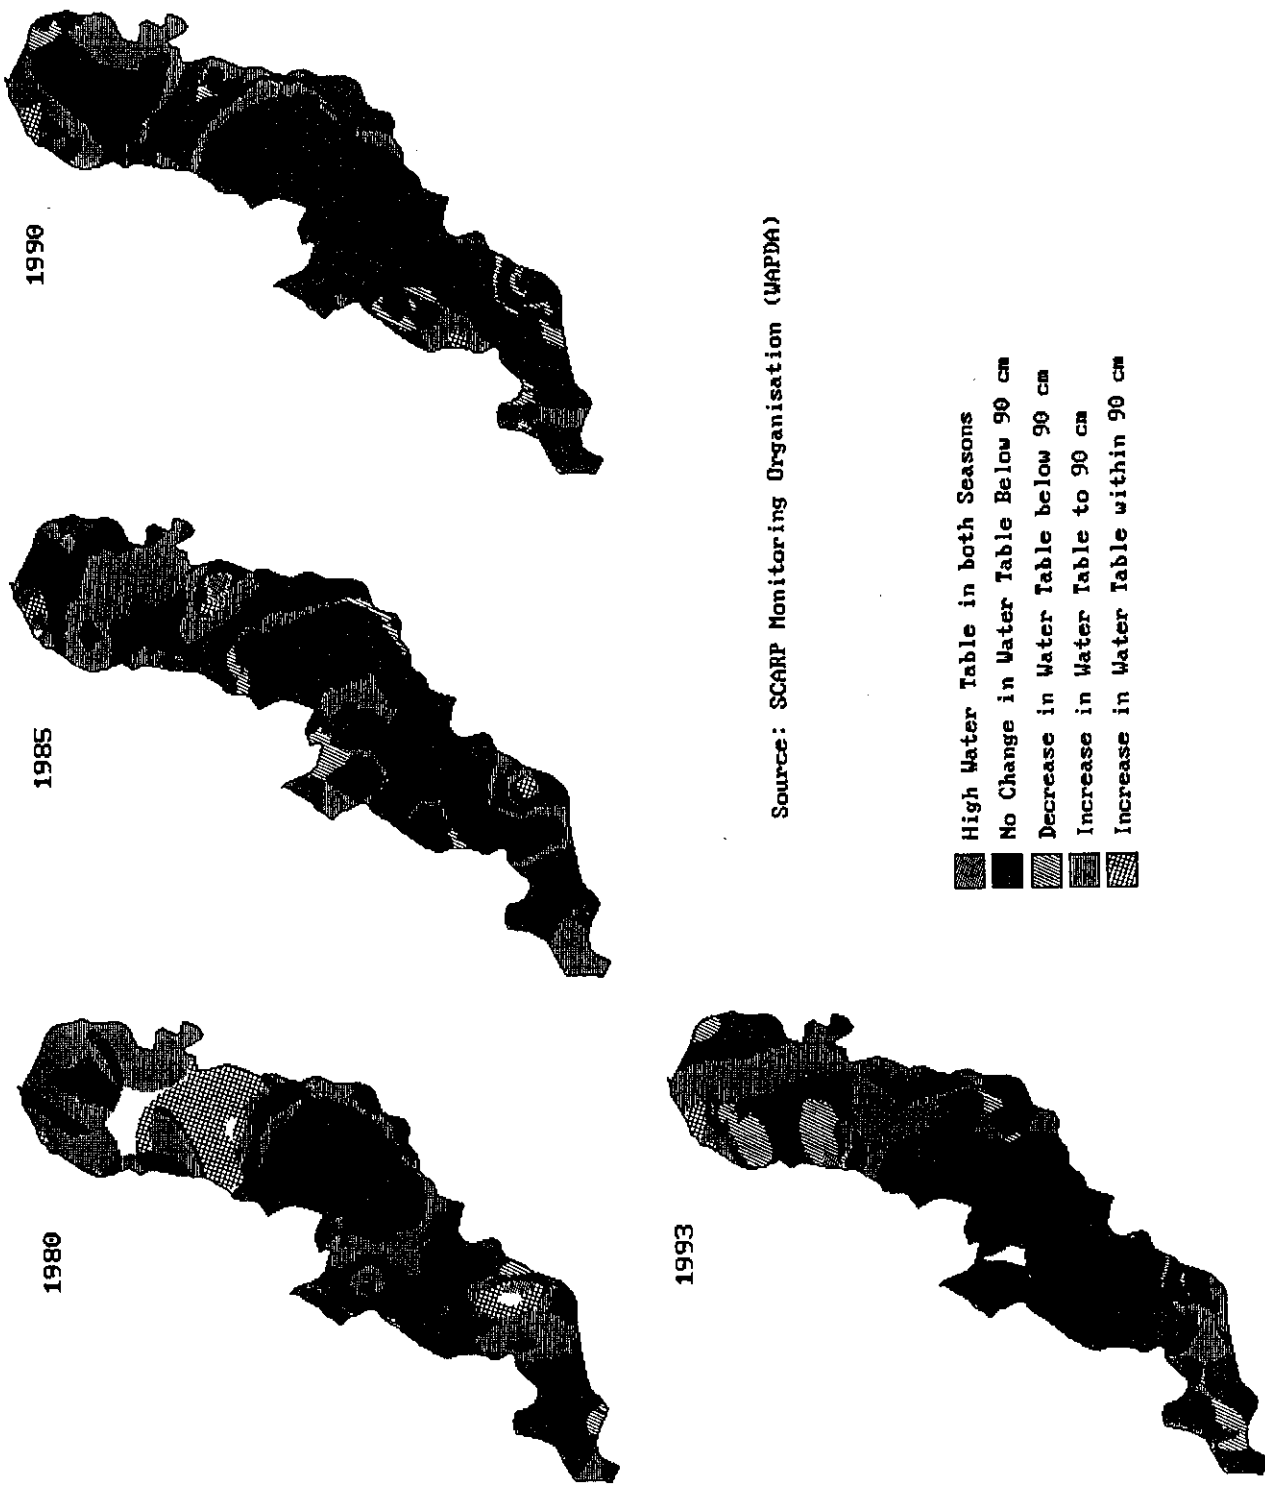 1980
1985
1990
1993
Source: SCARP Monitoring Organisation (WAPDA)
High Water Table in both Seasons
No Change in Water Table Below 90 cm
Decrease in Water Table below 90 cm
Increase in Water Table to 90 cm
Increase in Water Table within 90 cm